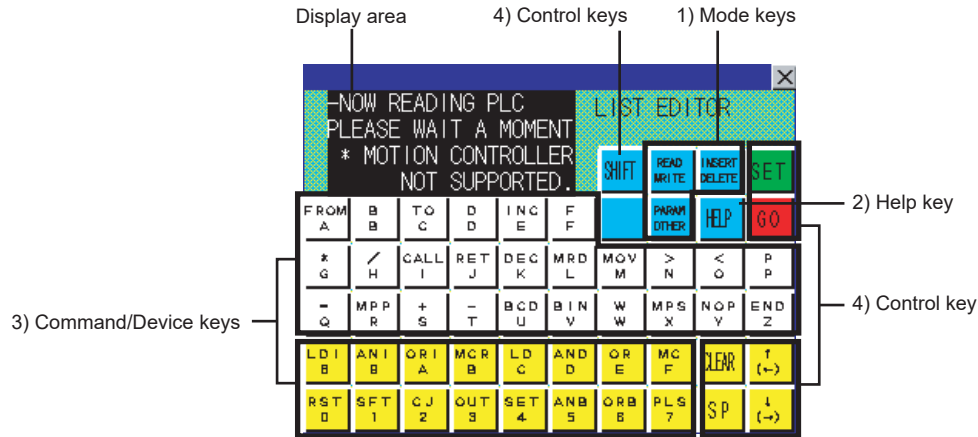 Display area
4) Control keys
1) Mode keys
-NOW READING PLC
PLEASE WAIT A MOMENT
* MOTION CONTROLLER
NOT SUPPORTED.
LIST EDITOR
SHIFT READ WRITE INSERT DELETE SET
PARAM OTHER HELP GO
2) Help key
FROM B TO D INC F
A B C D E F
* / CALL RET DEC MRD MOV > < P
G H I J K L M N O P
4) Control key
- MPP + - BCD BIN W MPS NOP END
Q R S T U V W X Y Z
3) Command/Device keys
LDI ANI ORI MCR LD AND OR MC CLEAR ↑
8 9 A B C D E F (←)
RST SFT CJ OUT SET ANB ORB PLS SP ↓
0 1 2 3 4 5 6 7 (→)